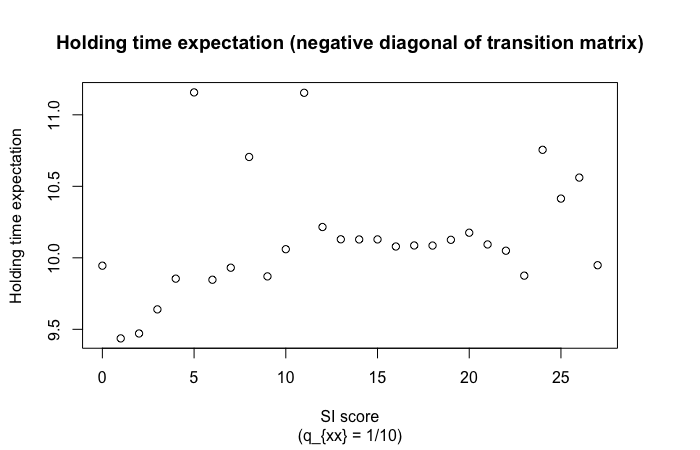 Holding time expectation (negative diagonal of transition matrix)
Holding time expectation
11.0
10.5
10.0
9.5
0 5 10 15 20 25
SI score
(q_{xx} = 1/10)